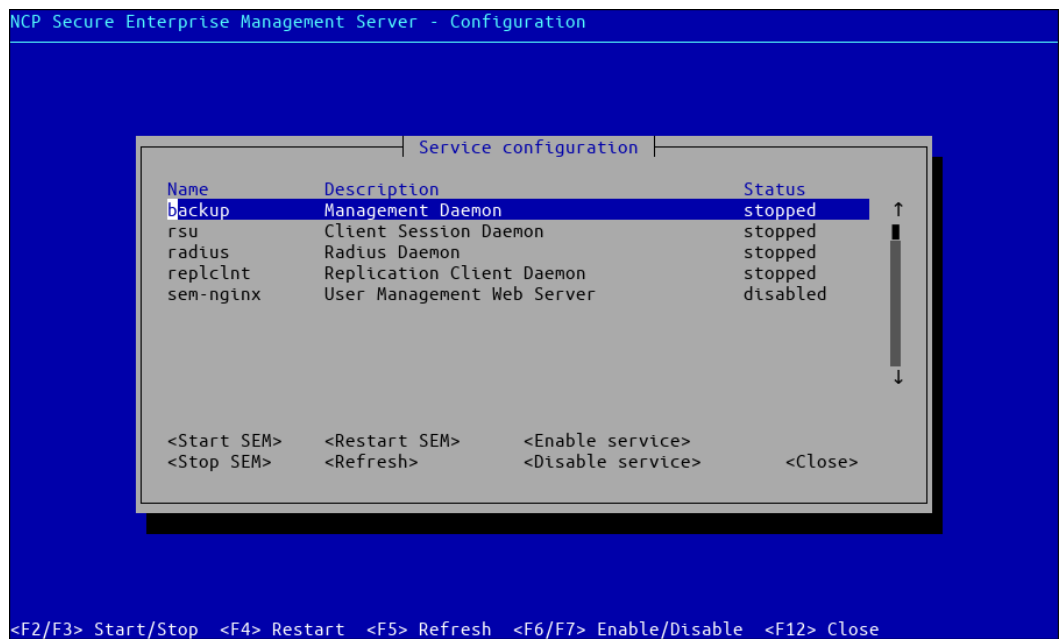 NCP Secure Enterprise Management Server - Configuration
Service configuration
Name Description Status
backup Management Daemon stopped ↑
rsu Client Session Daemon stopped
radius Radius Daemon stopped
replclnt Replication Client Daemon stopped
sem-nginx User Management Web Server disabled
↓
<Start SEM> <Restart SEM> <Enable service>
<Stop SEM> <Refresh> <Disable service> <Close>
<F2/F3> Start/Stop <F4> Restart <F5> Refresh <F6/F7> Enable/Disable <F12> Close